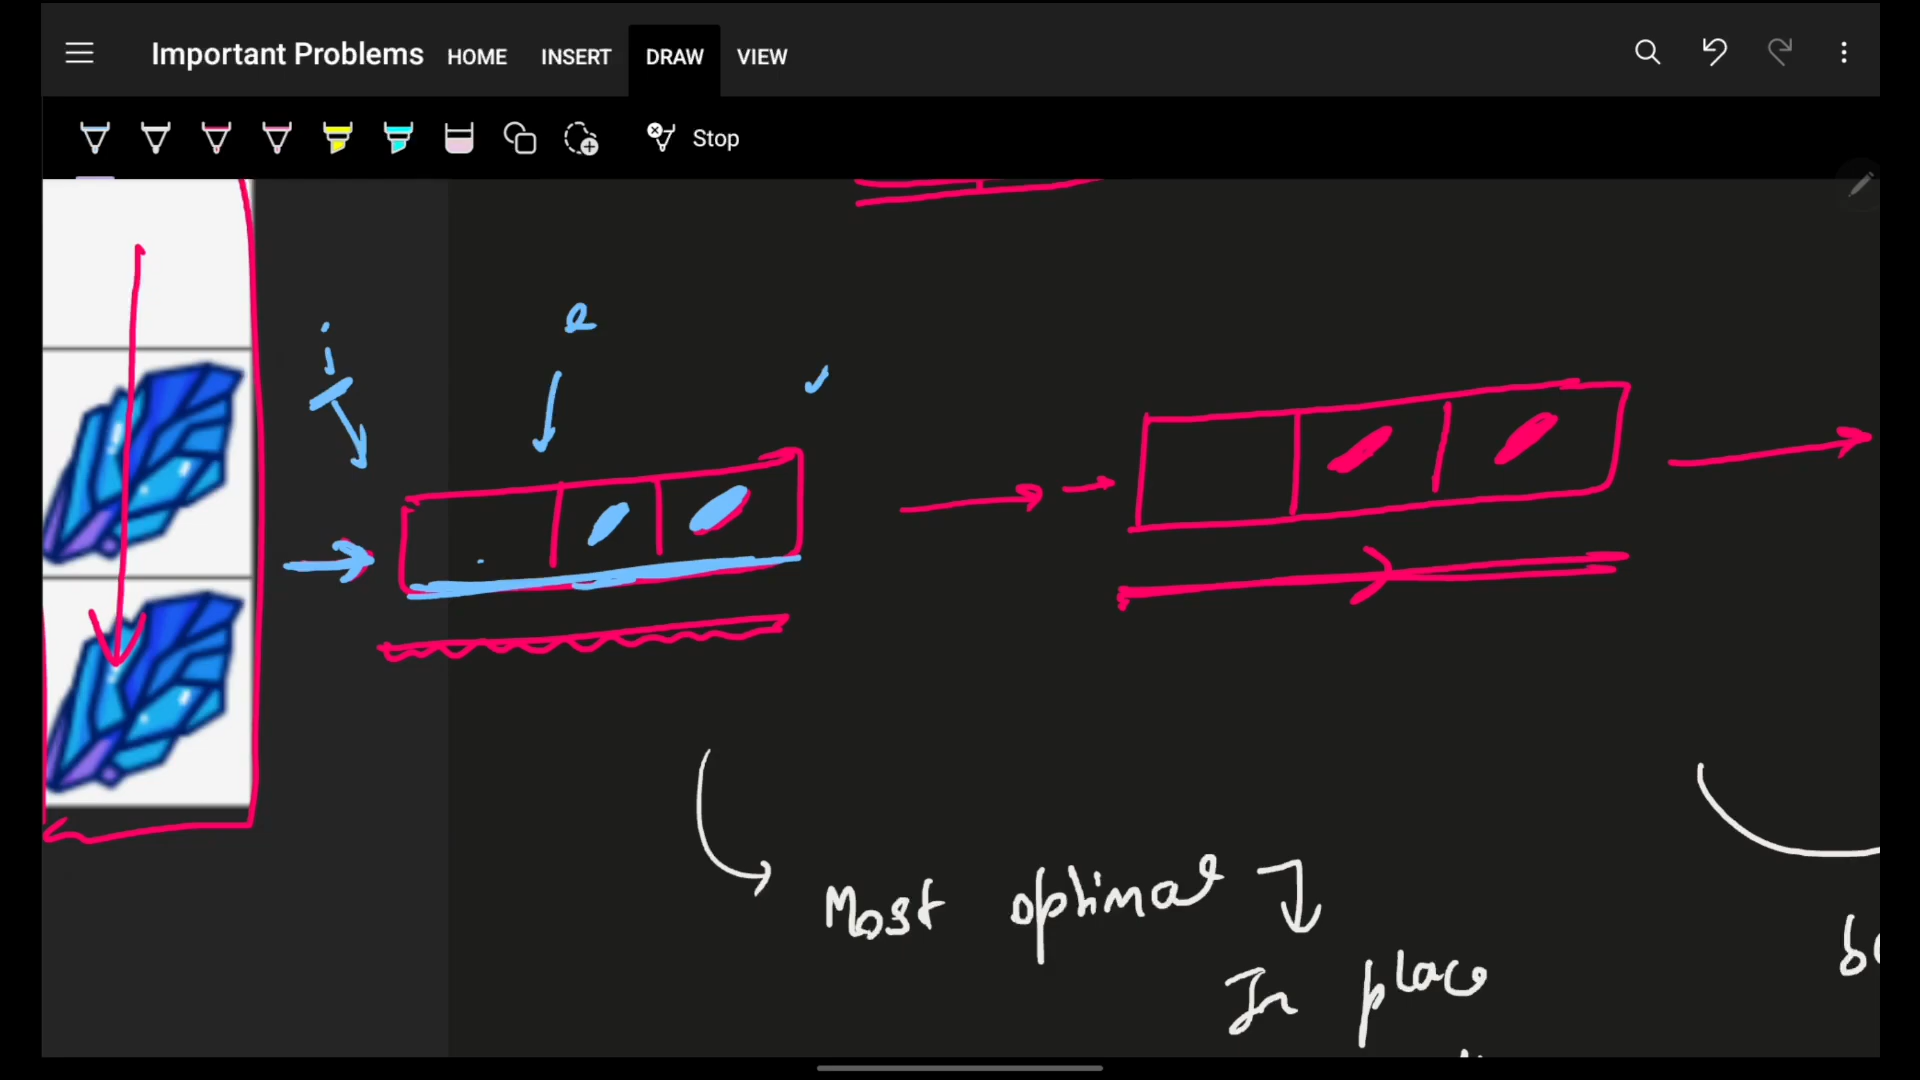 Important Problems HOME INSERT DRAW VIEW
Stop
i
e
Most optimal
In place